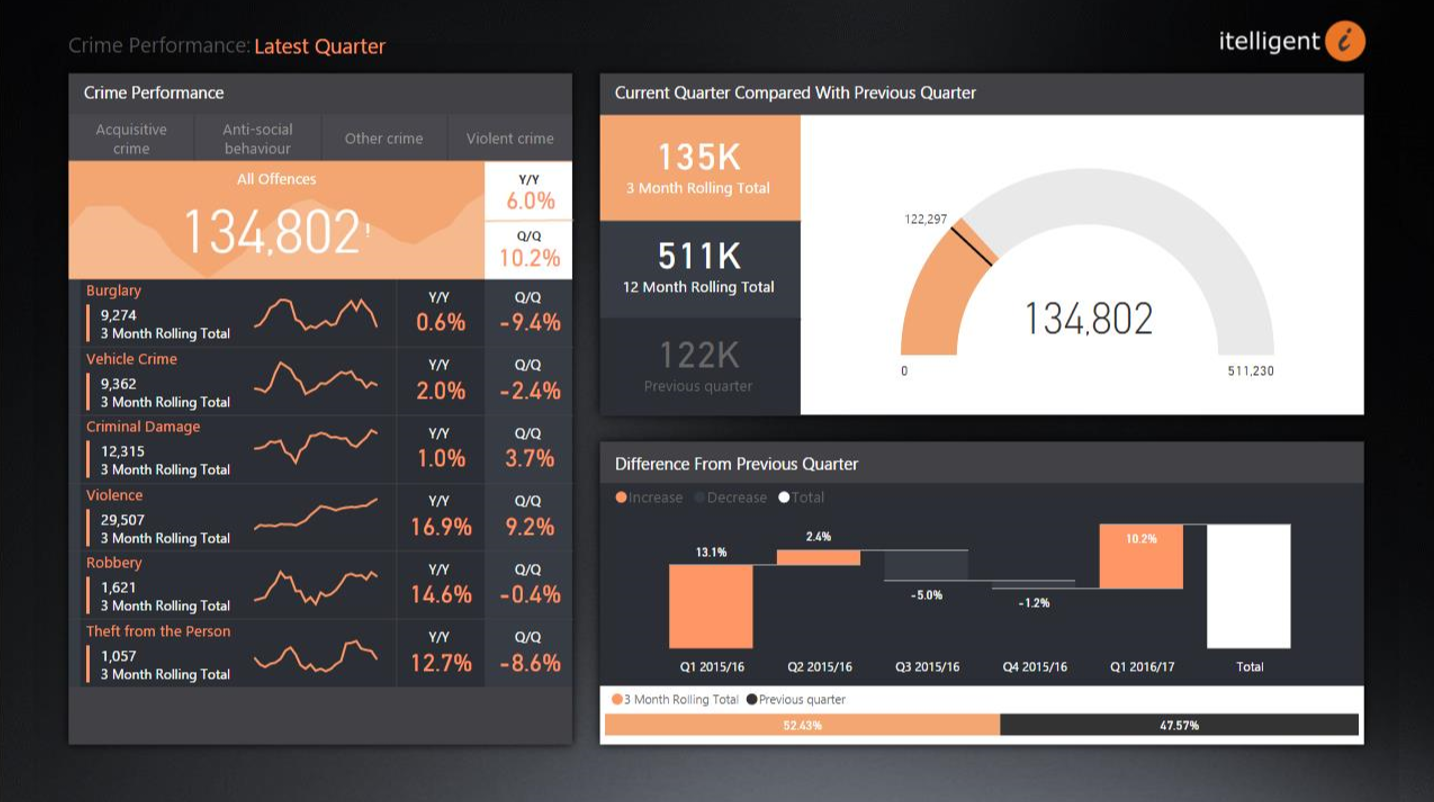 Crime Performance: Latest Quarter
itelligent i
Crime Performance
Acquisitive
crime
Anti-social
behaviour
Other crime
Violent crime
All Offences
134,802!
Y/Y
6.0%
Q/Q
10.2%
Burglary
9,274
3 Month Rolling Total
Y/Y
0.6%
Q/Q
-9.4%
Vehicle Crime
9,362
3 Month Rolling Total
Y/Y
2.0%
Q/Q
-2.4%
Criminal Damage
12,315
3 Month Rolling Total
Y/Y
1.0%
Q/Q
3.7%
Violence
29,507
3 Month Rolling Total
Y/Y
16.9%
Q/Q
9.2%
Robbery
1,621
3 Month Rolling Total
Y/Y
14.6%
Q/Q
-0.4%
Theft from the Person
1,057
3 Month Rolling Total
Y/Y
12.7%
Q/Q
-8.6%
Current Quarter Compared With Previous Quarter
135K
3 Month Rolling Total
511K
12 Month Rolling Total
122K
Previous quarter
122,297
134,802
0
511,230
Difference From Previous Quarter
Increase Decrease Total
13.1%
2.4%
-5.0%
-1.2%
10.2%
Q1 2015/16 Q2 2015/16 Q3 2015/16 Q4 2015/16 Q1 2016/17 Total
3 Month Rolling Total Previous quarter
52.43% 47.57%